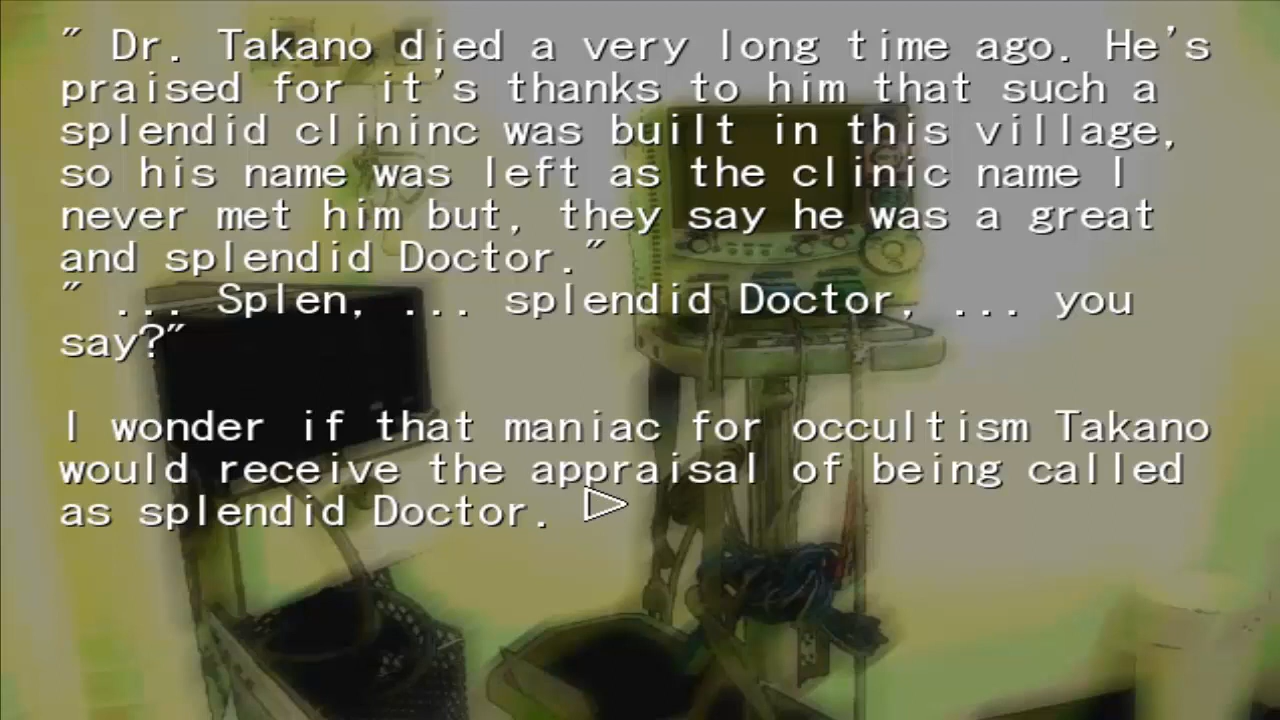 " Dr. Takano died a very long time ago. He's
praised for it's thanks to him that such a
splendid clininc was built in this village,
so his name was left as the clinic name I
never met him but, they say he was a great
and splendid Doctor."
" ... Splen, ... splendid Doctor, ... you
say?"
I wonder if that maniac for occultism Takano
would receive the appraisal of being called
as splendid Doctor.